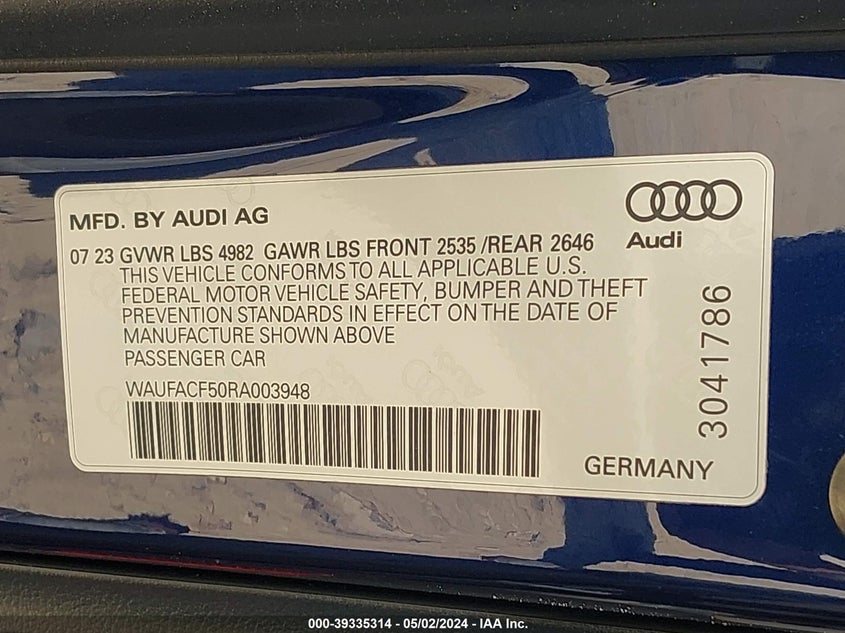 MFD. BY AUDI AG
Audi
07 23 GVWR LBS 4982 GAWR LBS FRONT 2535 /REAR 2646
THIS VEHICLE CONFORMS TO ALL APPLICABLE U.S.
FEDERAL MOTOR VEHICLE SAFETY, BUMPER AND THEFT
PREVENTION STANDARDS IN EFFECT ON THE DATE OF
MANUFACTURE SHOWN ABOVE
PASSENGER CAR
WAUFACF50RA003948
3041786
GERMANY
000-39335314 - 05/02/2024 - IAA Inc.